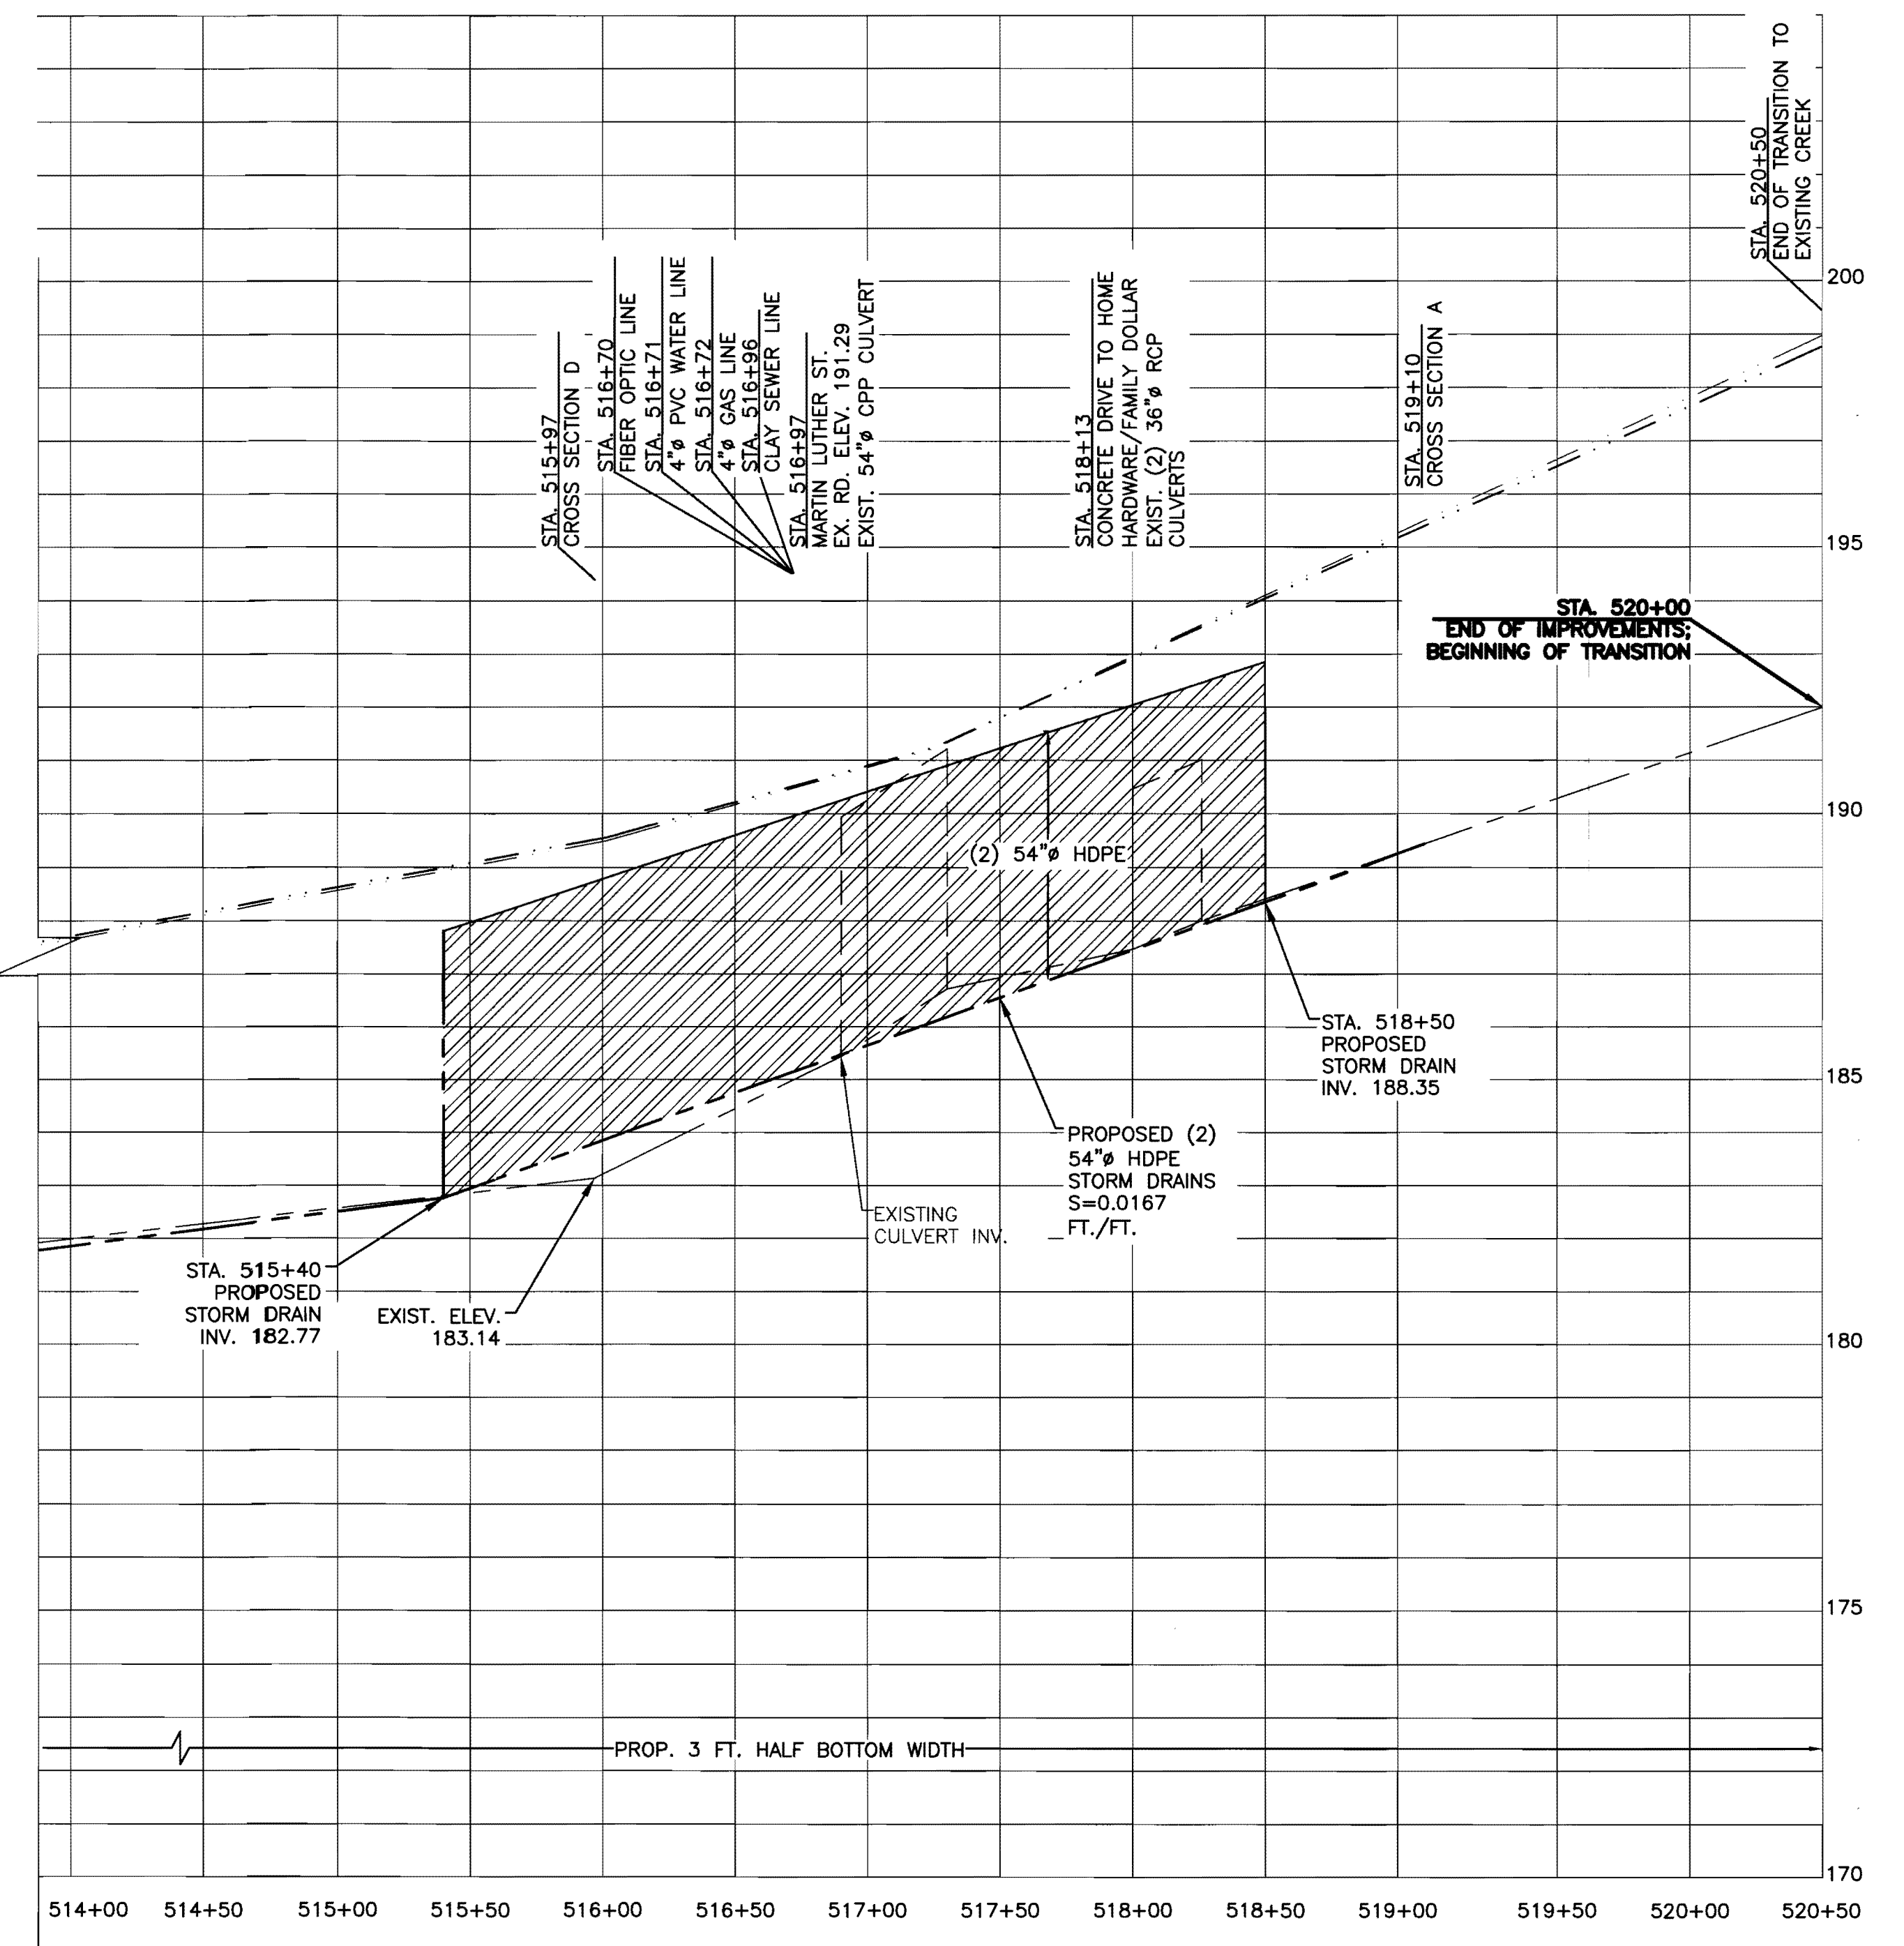 STA. 520+50
END OF TRANSITION TO
EXISTING CREEK
STA. 515+97
CROSS SECTION D
STA. 516+70
FIBER OPTIC LINE
STA. 516+71
4"ø PVC WATER LINE
STA. 516+72
4"ø GAS LINE
STA. 516+96
CLAY SEWER LINE
STA. 516+97
MARTIN LUTHER ST.
EX. RD. ELEV. 191.29
EXIST. 54"ø CPP CULVERT
STA. 518+13
CONCRETE DRIVE TO HOME
HARDWARE/FAMILY DOLLAR
EXIST. (2) 36"ø RCP
CULVERTS
STA. 519+10
CROSS SECTION A
200
195
STA. 520+00
END OF IMPROVEMENTS;
BEGINNING OF TRANSITION
190
(2) 54"ø HDPE
STA. 518+50
PROPOSED
STORM DRAIN
INV. 188.35
185
PROPOSED (2)
54"ø HDPE
STORM DRAINS
S=0.0167
FT./FT.
EXISTING
CULVERT INV.
STA. 515+40
PROPOSED
STORM DRAIN
INV. 182.77
EXIST. ELEV.
183.14
180
175
PROP. 3 FT. HALF BOTTOM WIDTH
170
514+00 514+50 515+00 515+50 516+00 516+50 517+00 517+50 518+00 518+50 519+00 519+50 520+00 520+50